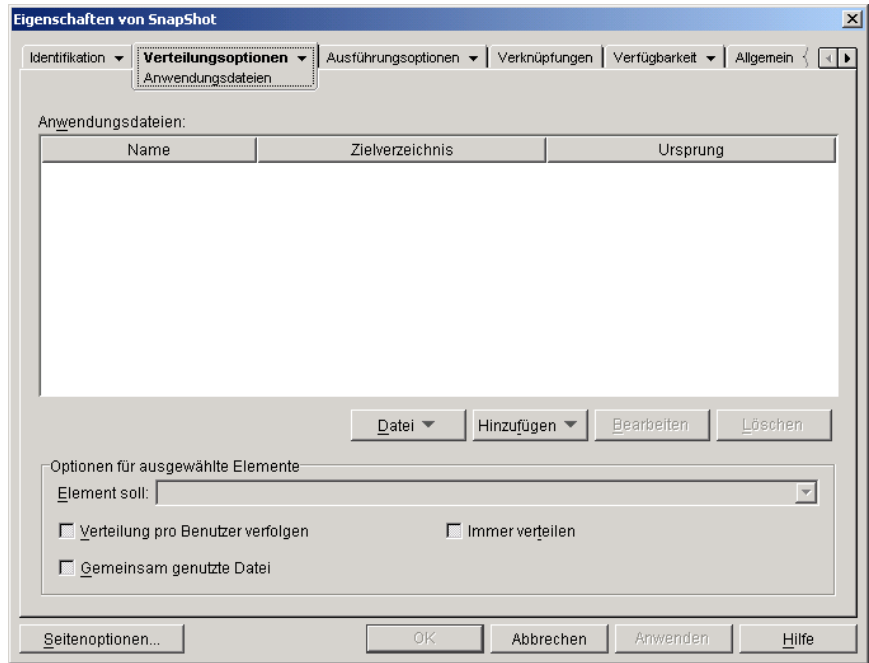 Eigenschaften von SnapShot
Identifikation Verteilungsoptionen Ausführungsoptionen Verknüpfungen Verfügbarkeit Allgemein
Anwendungsdateien
Anwendungsdateien:
Name Zielverzeichnis Ursprung
Datei Hinzufügen Bearbeiten Löschen
Optionen für ausgewählte Elemente
Element soll:
Verteilung pro Benutzer verfolgen Immer verteilen
Gemeinsam genutzte Datei
Seitenoptionen... OK Abbrechen Anwenden Hilfe